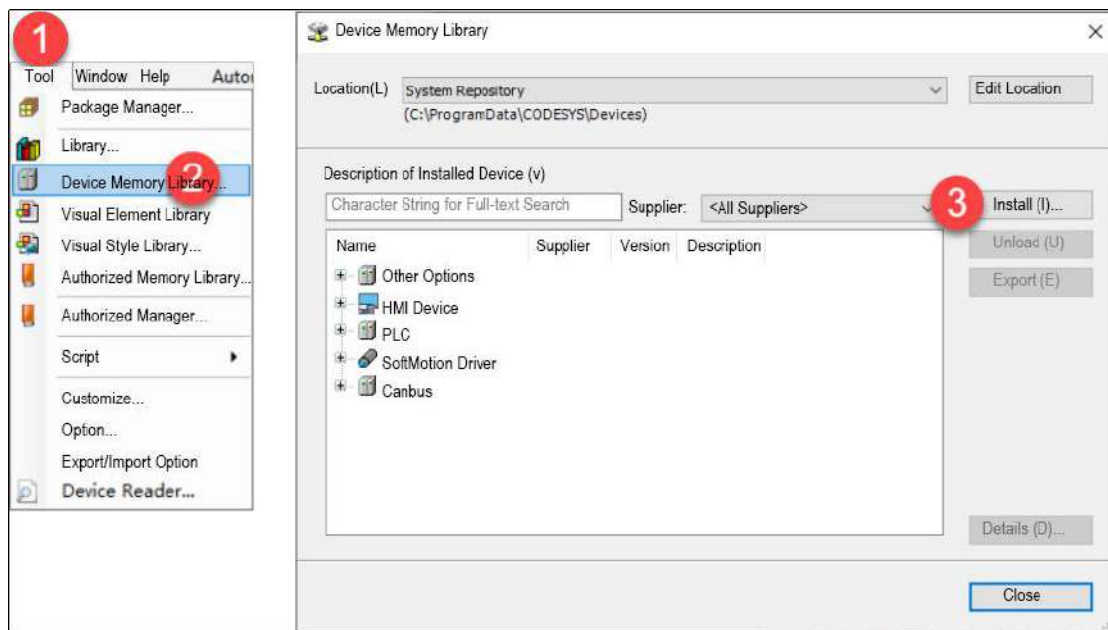 1
Tool Window Help Auto
Package Manager...
Library...
Device Memory Library...
2
Visual Element Library
Visual Style Library...
Authorized Memory Library...
Authorized Manager...
Script
Customize...
Option...
Export/Import Option
Device Reader...
Device Memory Library
Location(L) System Repository Edit Location
(C:\ProgramData\CODESYS\Devices)
Description of Installed Device (v)
Character String for Full-text Search Supplier: <All Suppliers> 3 Install (I)...
Name Supplier Version Description Unload (U)
Other Options Export (E)
HMI Device
PLC
SoftMotion Driver
Canbus
Details (D)...
Close